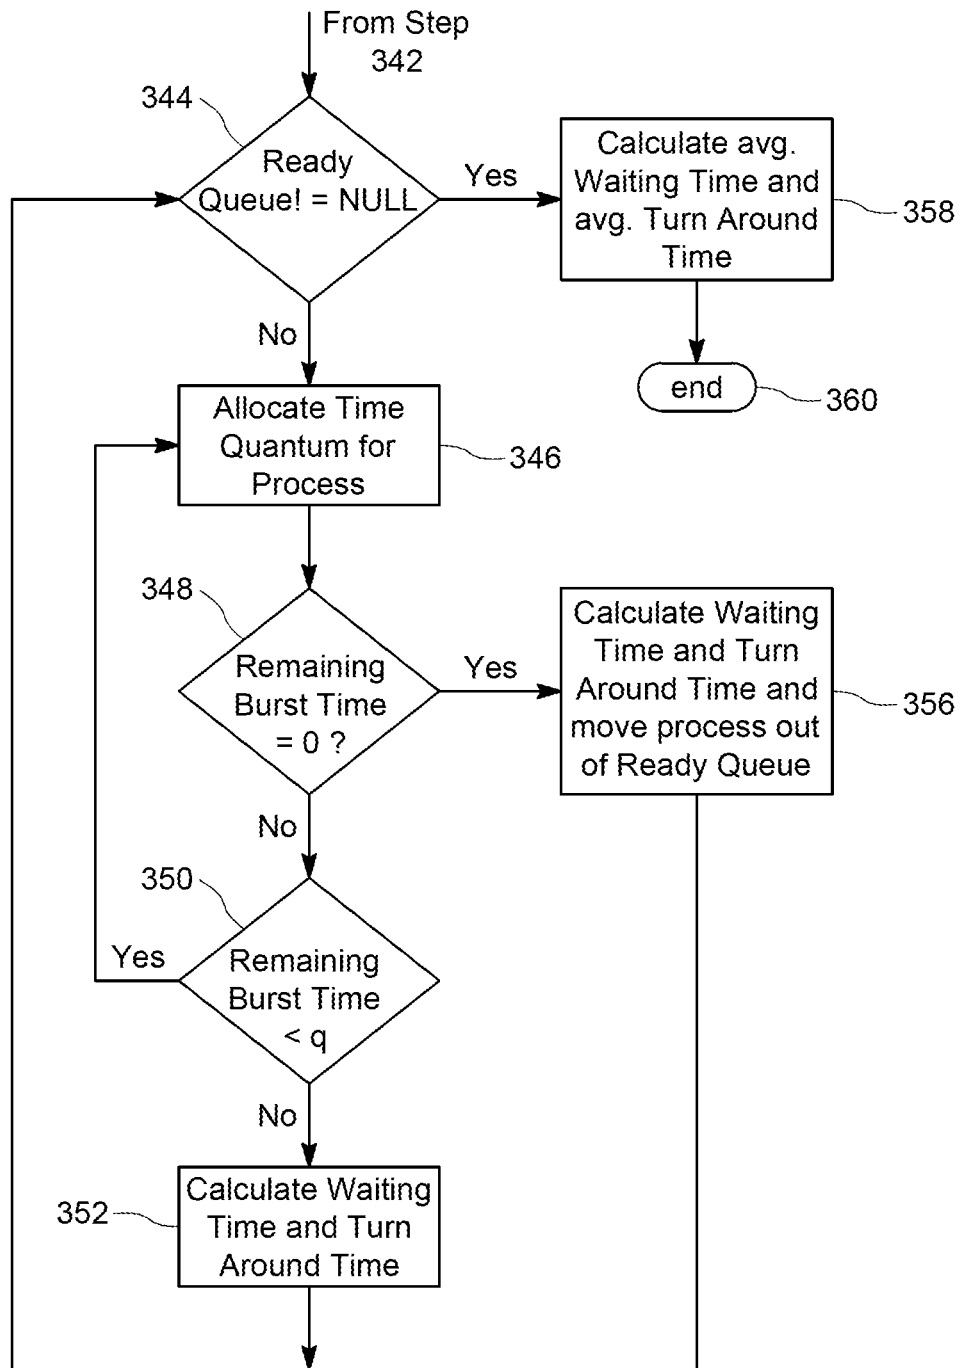 From Step
342
344
Ready
Queue! = NULL
Yes
Calculate avg.
Waiting Time and
avg. Turn Around
Time
358
No
end
360
Allocate Time
Quantum for
Process
346
348
Remaining
Burst Time
= 0 ?
Yes
Calculate Waiting
Time and Turn
Around Time and
move process out
of Ready Queue
356
No
350
Remaining
Burst Time
< q
Yes
No
352
Calculate Waiting
Time and Turn
Around Time